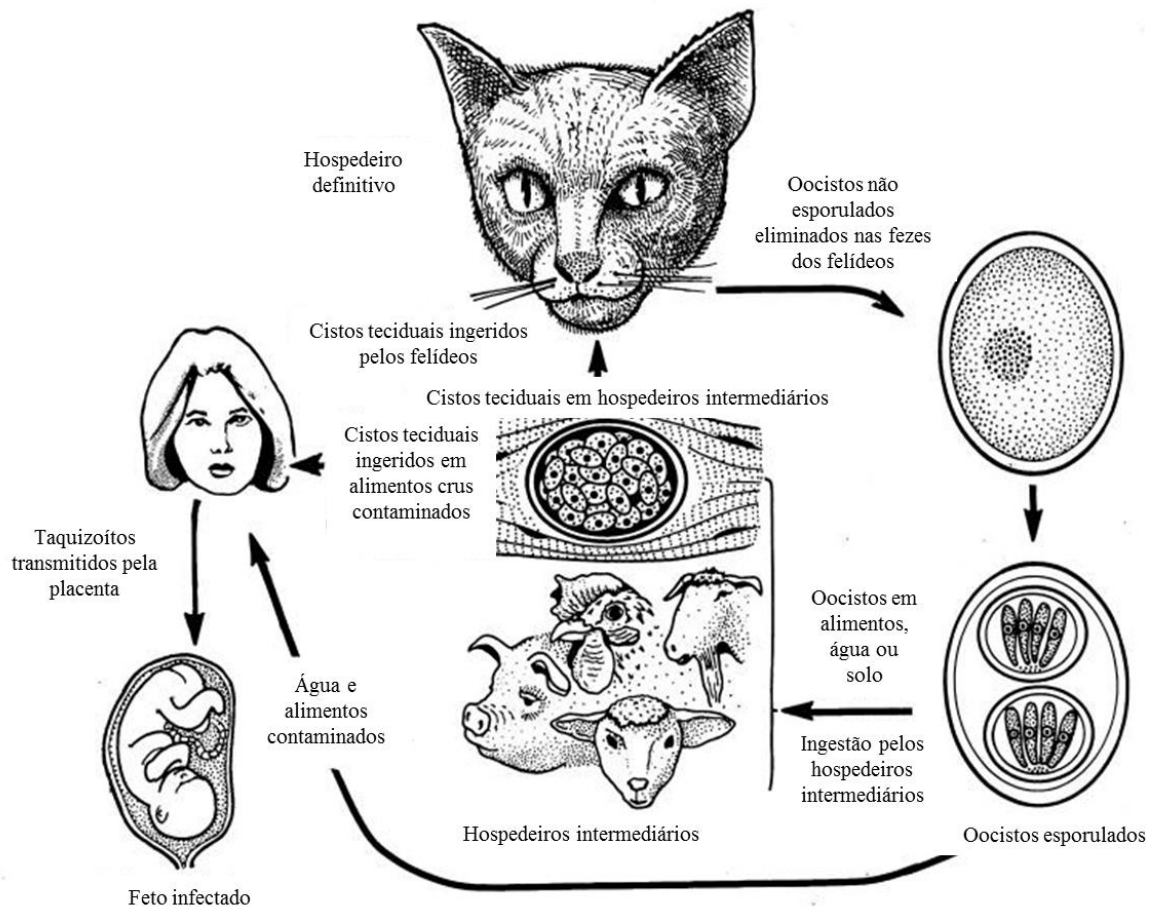 Hospedeiro
definitivo
Oocistos não
esporulados
eliminados nas fezes
dos felídeos
Cistos teciduais ingeridos
pelos felídeos
Cistos teciduais em hospedeiros intermediários
Cistos teciduais
ingeridos em
alimentos crus
contaminados
Taquizoítos
transmitidos pela
placenta
Oocistos em
alimentos,
água ou
solo
Água e
alimentos
contaminados
Ingestão pelos
hospedeiros
intermediários
Hospedeiros intermediários
Oocistos esporulados
Feto infectado